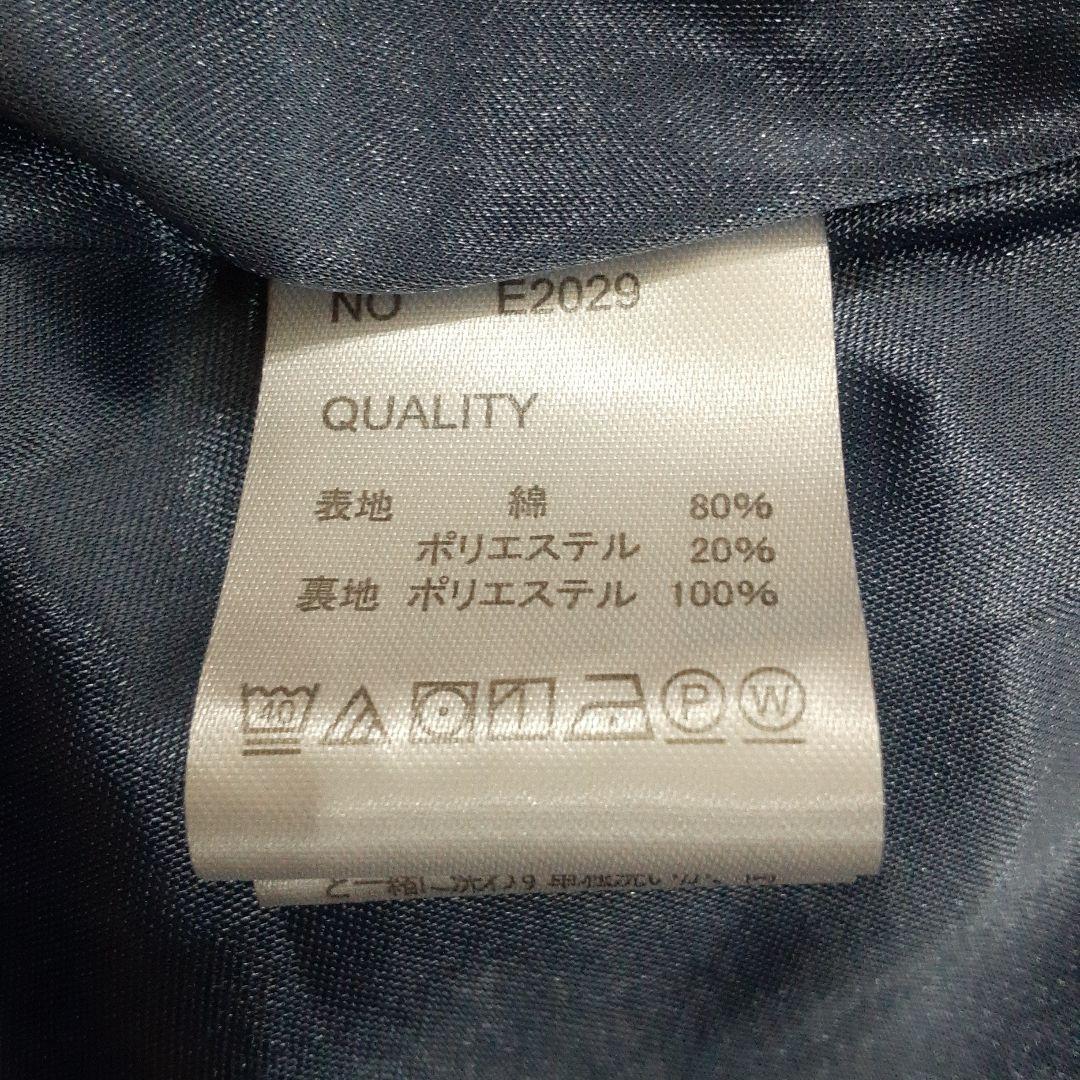 NO E2029
QUALITY
表地 綿 80%
ポリエステル 20%
裏地 ポリエステル 100%
40 P W